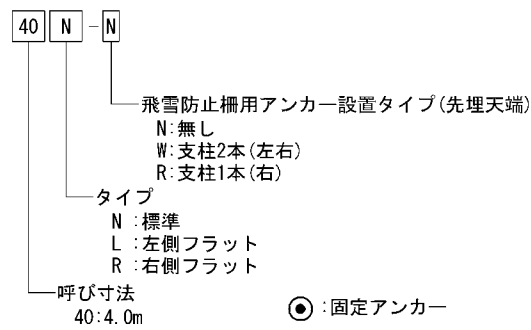 40 N - N
飛雪防止柵用アンカー設置タイプ(先埋天端)
N:無し
W:支柱2本(左右)
R:支柱1本(右)
タイプ
N:標準
L:左側フラット
R:右側フラット
呼び寸法
40:4.0m
:固定アンカー